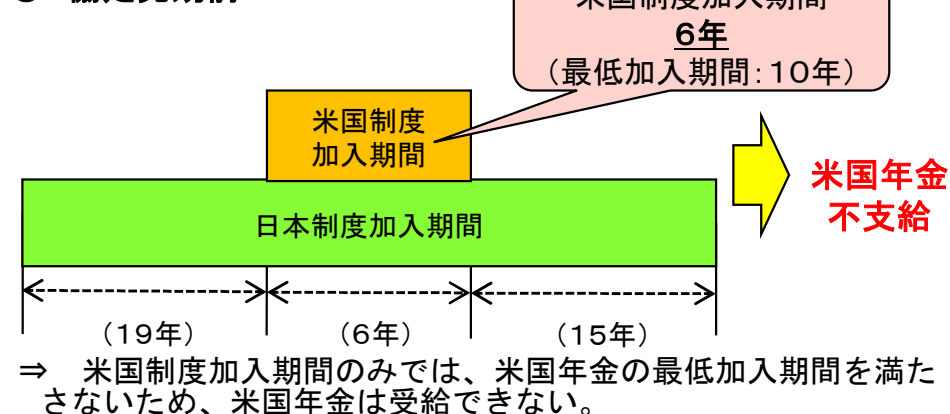 米国制度加入期間
６年
（最低加入期間：１０年）
米国制度
加入期間
米国年金
不支給
日本制度加入期間
（19年）
（6年）
（15年）
⇒　米国制度加入期間のみでは、米国年金の最低加入期間を満た
さないため、米国年金は受給できない。